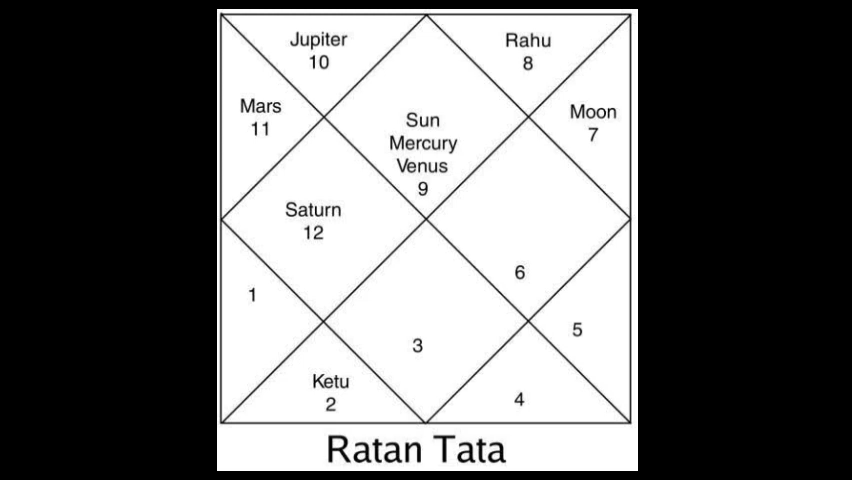 Jupiter
10
Rahu
8
Mars
11
Sun
Mercury
Venus
9
Moon
7
Saturn
12
6
1
3
5
Ketu
2
4
Ratan Tata